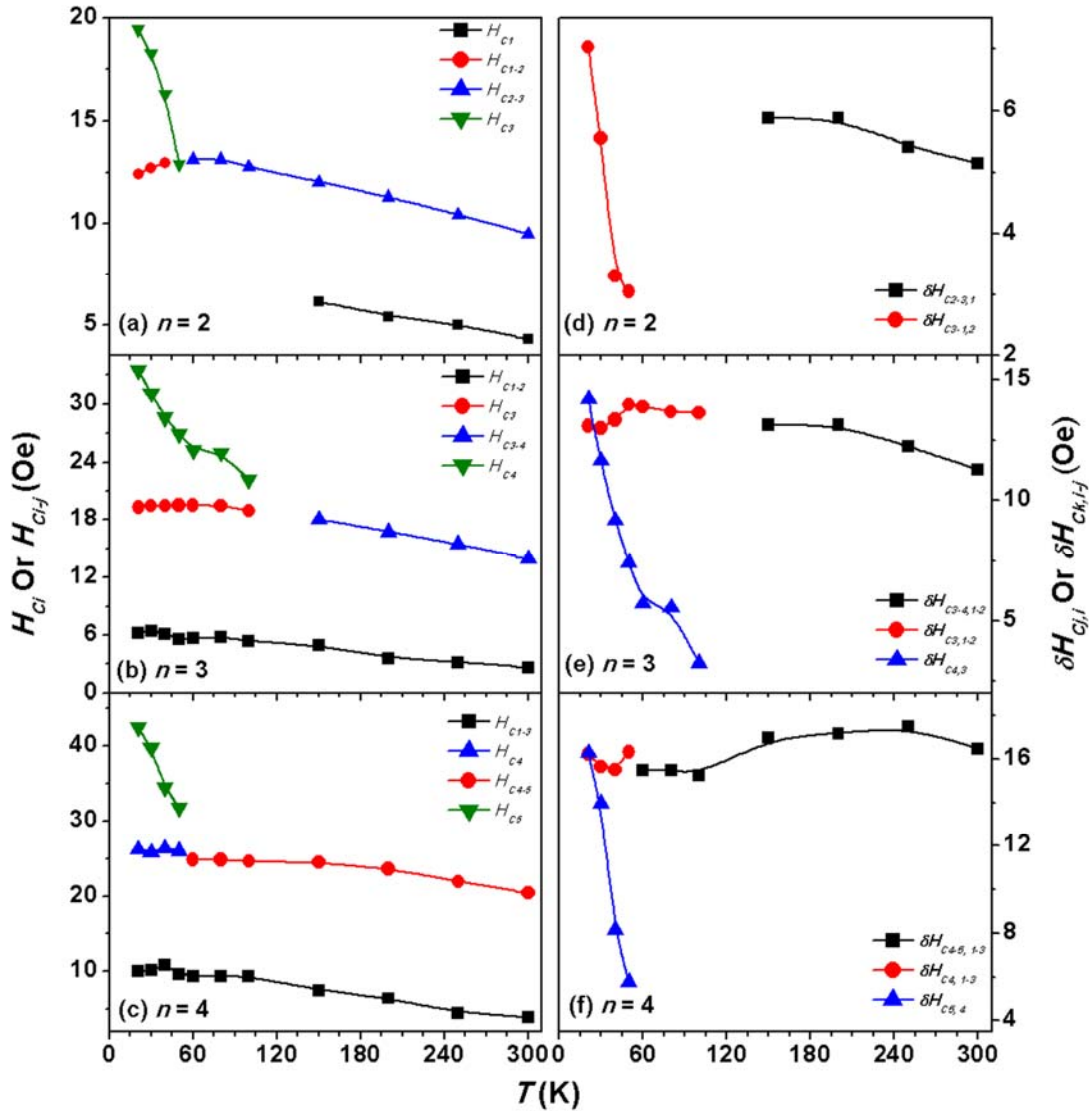 H_Ci Or H_Ci-j (Oe)
20
15
10
5
H_C1
H_C1-2
H_C2-3
H_C3
(a) n = 2
30
24
18
12
6
0
H_C1-2
H_C3
H_C3-4
H_C4
(b) n = 3
40
30
20
10
H_C1-3
H_C4
H_C4-5
H_C5
(c) n = 4
0 60 120 180 240 300
6
4
2
δH_C2-3,1
δH_C3-1,2
(d) n = 2
15
10
5
δH_C3-4,1-2
δH_C3,1-2
δH_C4,3
(e) n = 3
16
12
8
4
δH_C4-5, 1-3
δH_C4, 1-3
δH_C5, 4
(f) n = 4
0 60 120 180 240 300
δH_Cj,i Or δH_Ck,i-j (Oe)
T (K)